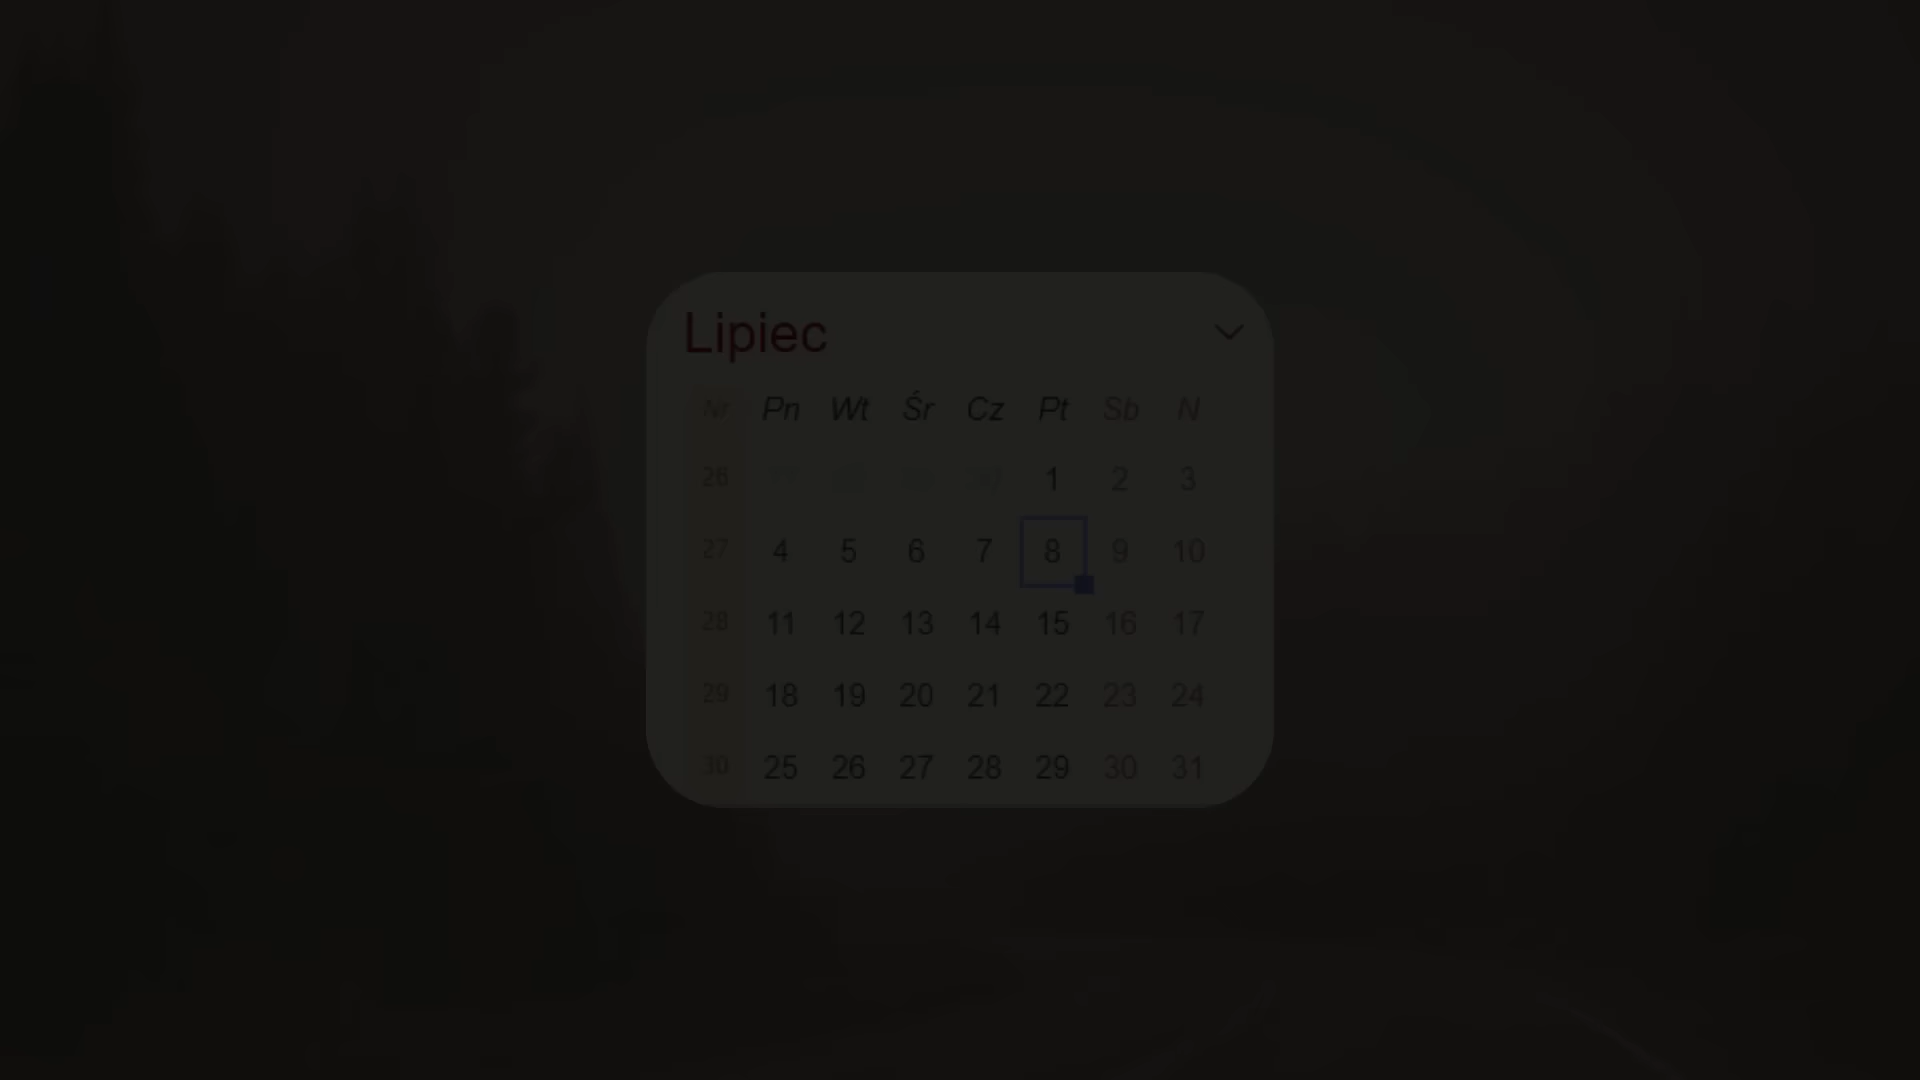 Lipiec
Nr Pn Wt Śr Cz Pt Sb N
26 1 2 3
27 4 5 6 7 8 9 10
28 11 12 13 14 15 16 17
29 18 19 20 21 22 23 24
30 25 26 27 28 29 30 31